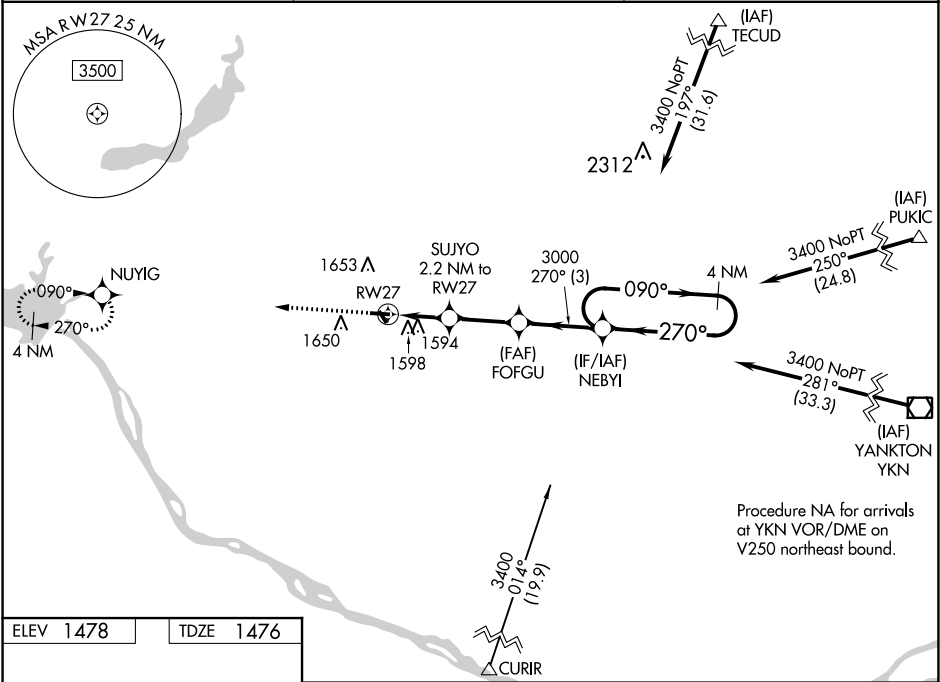 MSA RW27 25 NM
3500
(IAF)
TECUD
3400 NoPT
197°
(31.6)
2312
(IAF)
PUKIC
3400 NoPT
250°
(24.8)
NUYIG
090°
270°
4 NM
1653
RW27
1650
SUJYO
2.2 NM to
RW27
1598
1594
3000
270° (3)
(FAF)
FOFGU
(IF/IAF)
NEBYI
090°
270°
4 NM
3400 NoPT
281°
(33.3)
(IAF)
YANKTON
YKN
Procedure NA for arrivals
at YKN VOR/DME on
V250 northeast bound.
3400
014°
(19.9)
CURIR
ELEV 1478
TDZE 1476